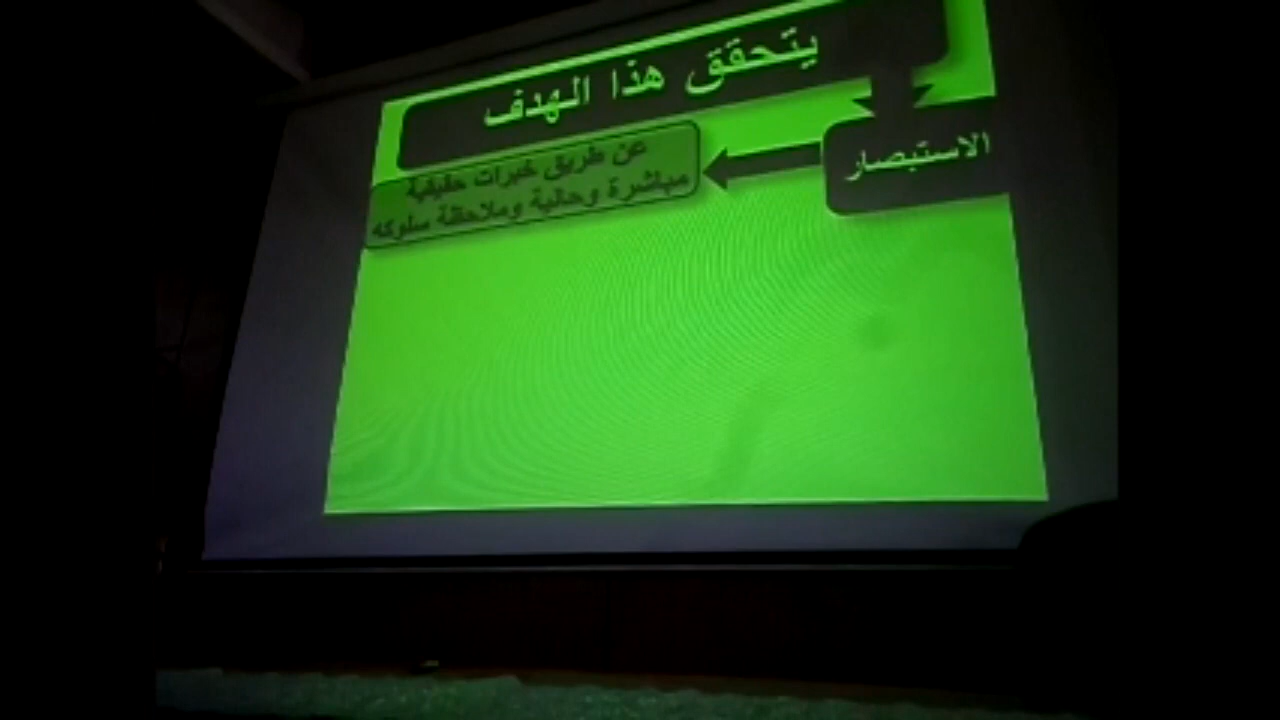 يتحقق هذا الهدف
الاستبصار
عن طريق خبرات حقيقية
مباشرة وحالية وملاحظة سلوكه